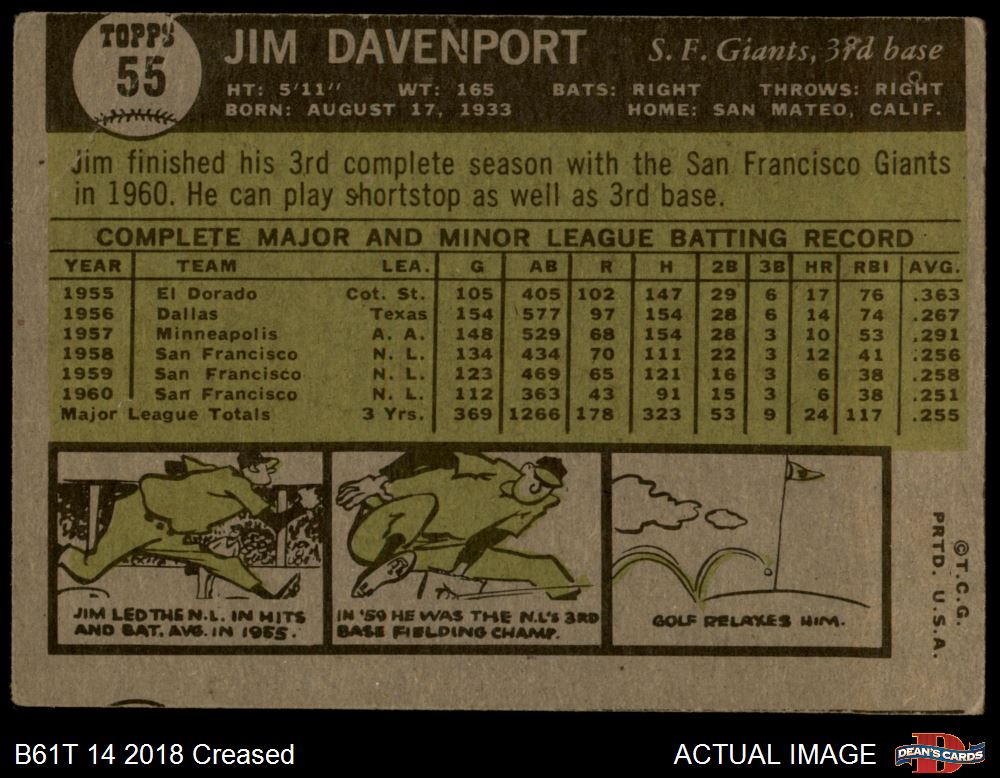 TOPPS
55
JIM DAVENPORT
S. F. Giants, 3rd base
HT: 5'11" WT: 165 BATS: RIGHT THROWS: RIGHT
BORN: AUGUST 17, 1933 HOME: SAN MATEO, CALIF.
Jim finished his 3rd complete season with the San Francisco Giants
in 1960. He can play shortstop as well as 3rd base.
COMPLETE MAJOR AND MINOR LEAGUE BATTING RECORD
YEAR TEAM LEA. G AB R H 2B 3B HR RBI AVG.
1955 El Dorado Cot. St. 105 405 102 147 29 6 17 76 .363
1956 Dallas Texas 154 577 97 154 28 6 14 74 .267
1957 Minneapolis A. A. 148 529 68 154 28 3 10 53 .291
1958 San Francisco N. L. 134 434 70 111 22 3 12 41 .256
1959 San Francisco N. L. 123 469 65 121 16 3 6 38 .258
1960 San Francisco N. L. 112 363 43 91 15 3 6 38 .251
Major League Totals 3 Yrs. 369 1266 178 323 53 9 24 117 .255
JIM LED THE N.L. IN HITS
AND BAT. AVG. IN 1955.
IN '59 HE WAS THE N.L'S 3RD
BASE FIELDING CHAMP.
GOLF RELAXES HIM.
© T. C. G.
PRTD. U. S. A.
B61T 14 2018 Creased
ACTUAL IMAGE
DEAN'S CARDS